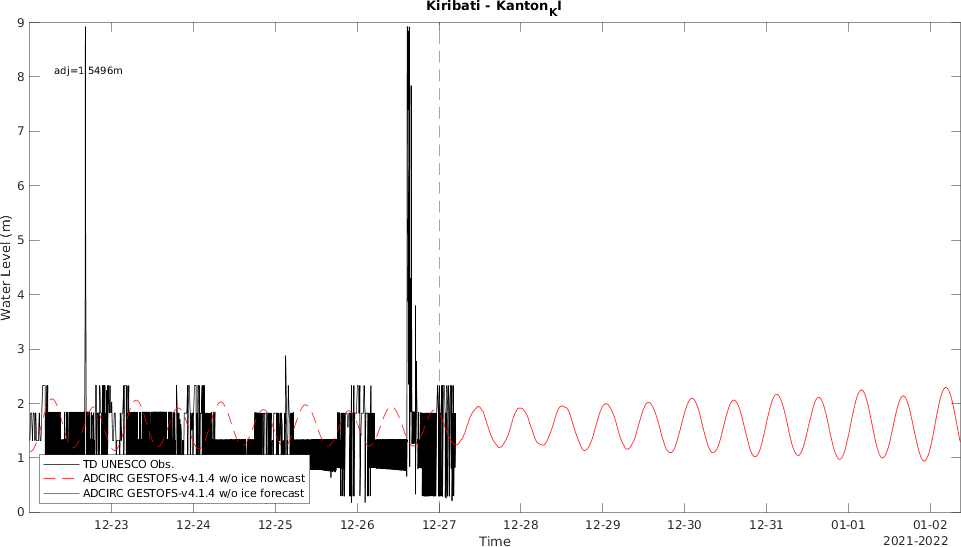 Kiribati - KantonKI
9
adj=1.5496m
8
7
6
5
4
3
2
1
0
Water Level (m)
TD UNESCO Obs.
ADCIRC GESTOFS-v4.1.4 w/o ice nowcast
ADCIRC GESTOFS-v4.1.4 w/o ice forecast
12-23 12-24 12-25 12-26 12-27 12-28 12-29 12-30 12-31 01-01 01-02
Time
2021-2022